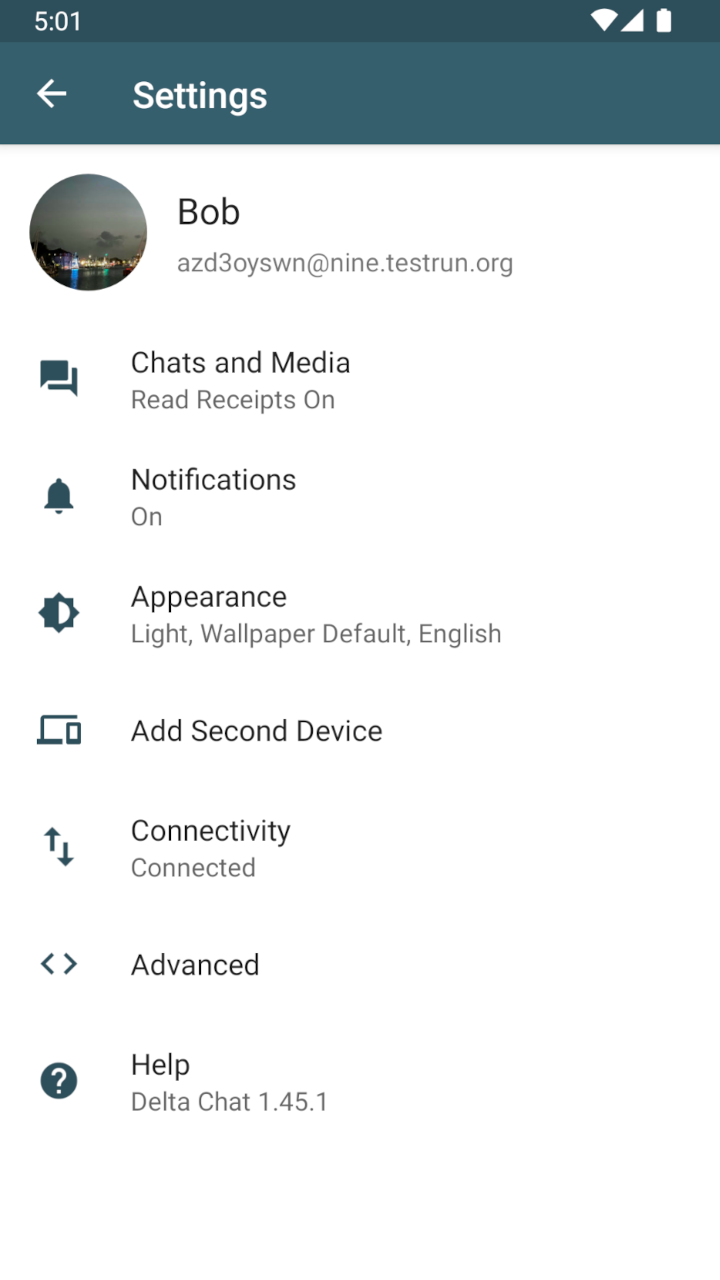 5:01
Settings
Bob
azd3oyswn@nine.testrun.org
Chats and Media
Read Receipts On
Notifications
On
Appearance
Light, Wallpaper Default, English
Add Second Device
Connectivity
Connected
Advanced
Help
Delta Chat 1.45.1